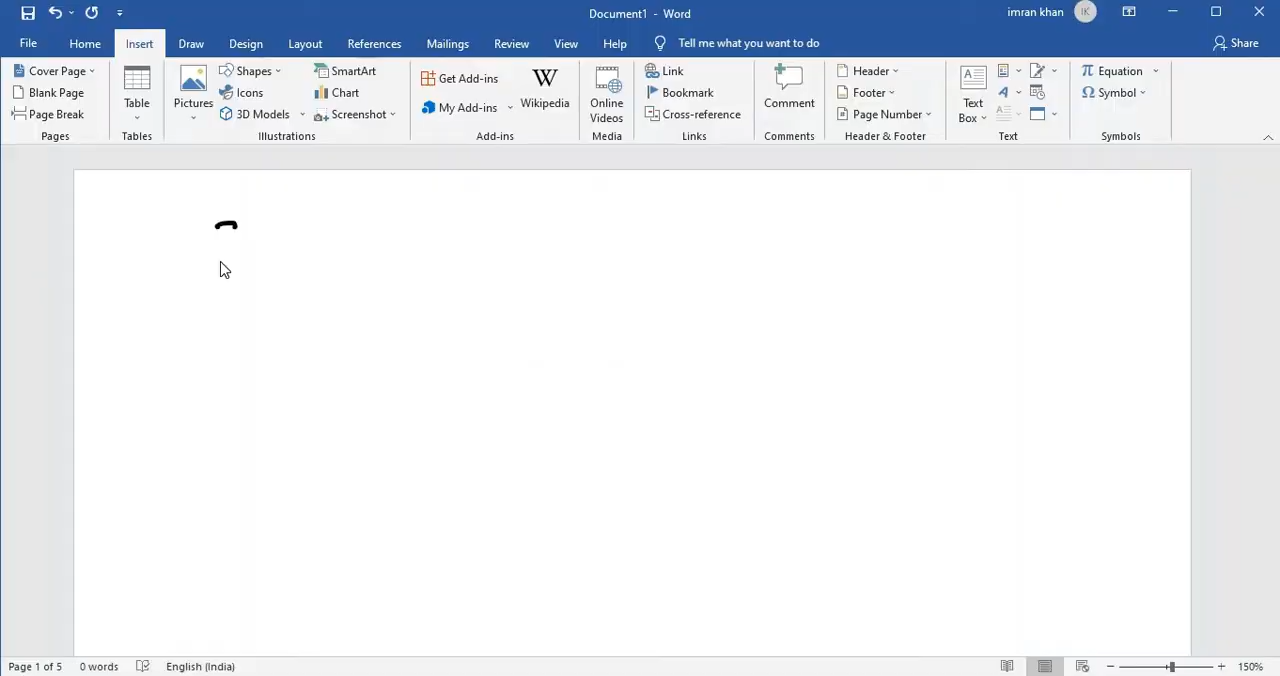 Document1 - Word
imran khan
IK
File Home Insert Draw Design Layout References Mailings Review View Help Tell me what you want to do Share
Cover Page
Blank Page
Page Break
Pages
Table
Tables
Pictures
Shapes
Icons
3D Models
SmartArt
Chart
Screenshot
Illustrations
Get Add-ins
My Add-ins
W
Wikipedia
Add-ins
Online
Videos
Media
Link
Bookmark
Cross-reference
Links
Comment
Comments
Header
Footer
Page Number
Header & Footer
Text
Box
Text
π Equation
Ω Symbol
Symbols
Page 1 of 5 0 words English (India) 150%